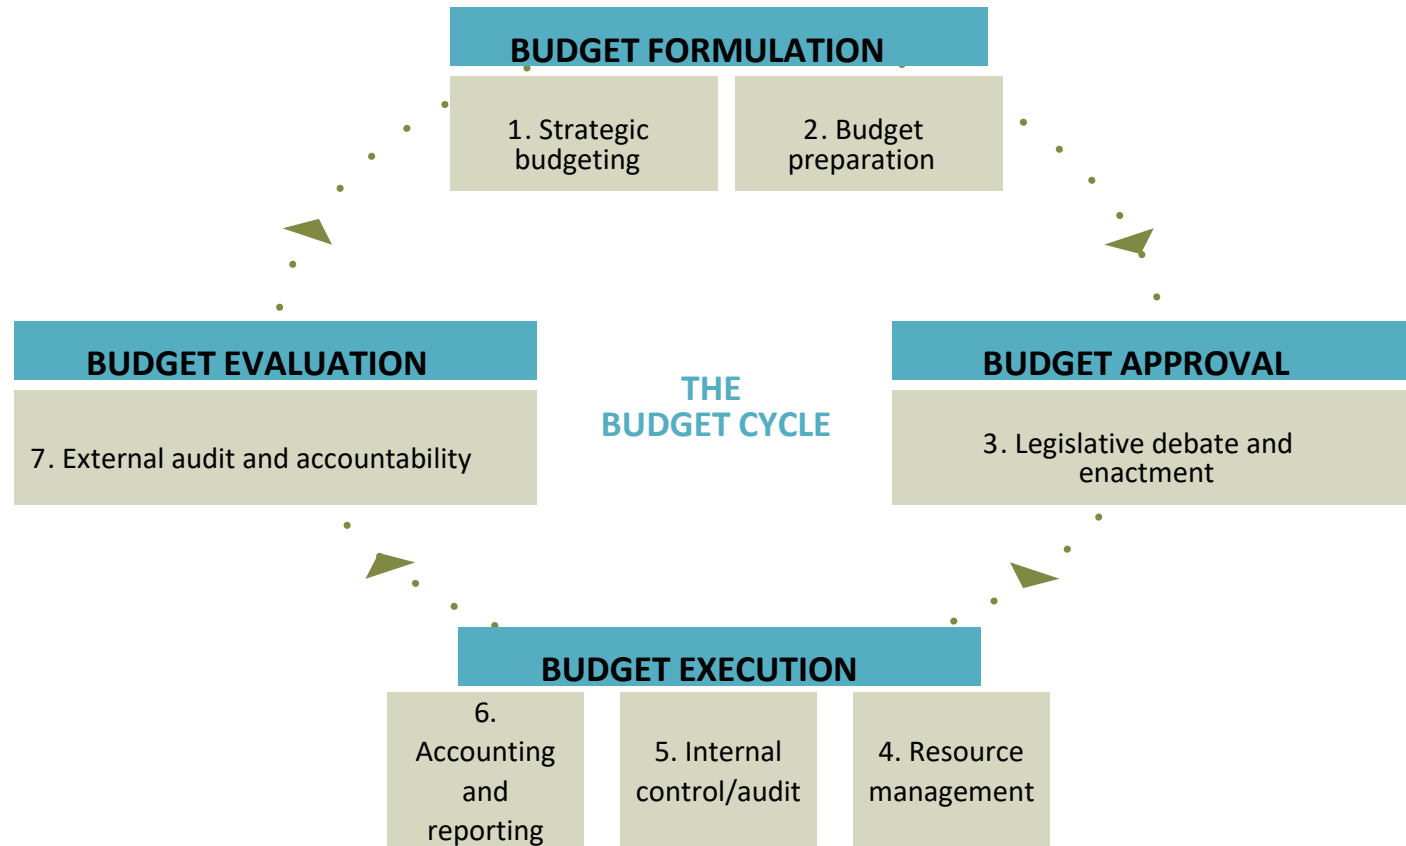 BUDGET FORMULATION
1. Strategic
budgeting
2. Budget
preparation
BUDGET EVALUATION
7. External audit and accountability
THE
BUDGET CYCLE
BUDGET APPROVAL
3. Legislative debate and
enactment
BUDGET EXECUTION
6.
Accounting
and
reporting
5. Internal
control/audit
4. Resource
management